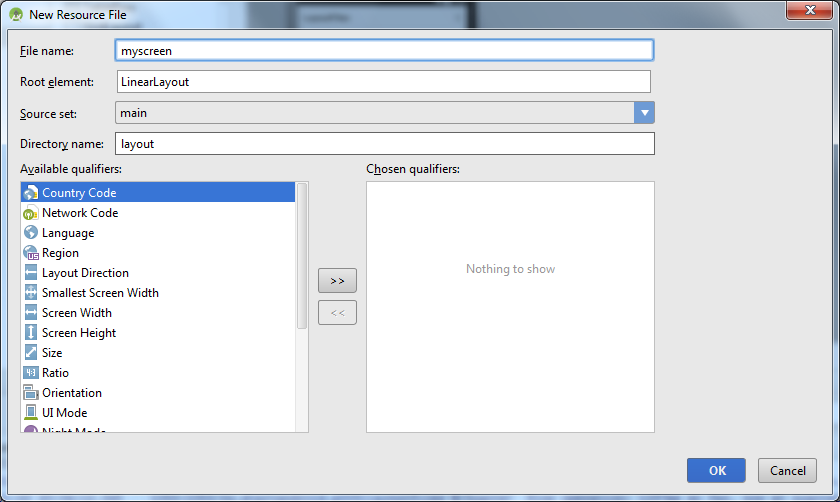 New Resource File
File name: myscreen
Root element: LinearLayout
Source set: main
Directory name: layout
Available qualifiers: Chosen qualifiers:
Country Code
Network Code
Language
Region
Layout Direction
Smallest Screen Width
Screen Width
Screen Height
Size
Ratio
Orientation
UI Mode
Night Mode
>>
<<
Nothing to show
OK Cancel